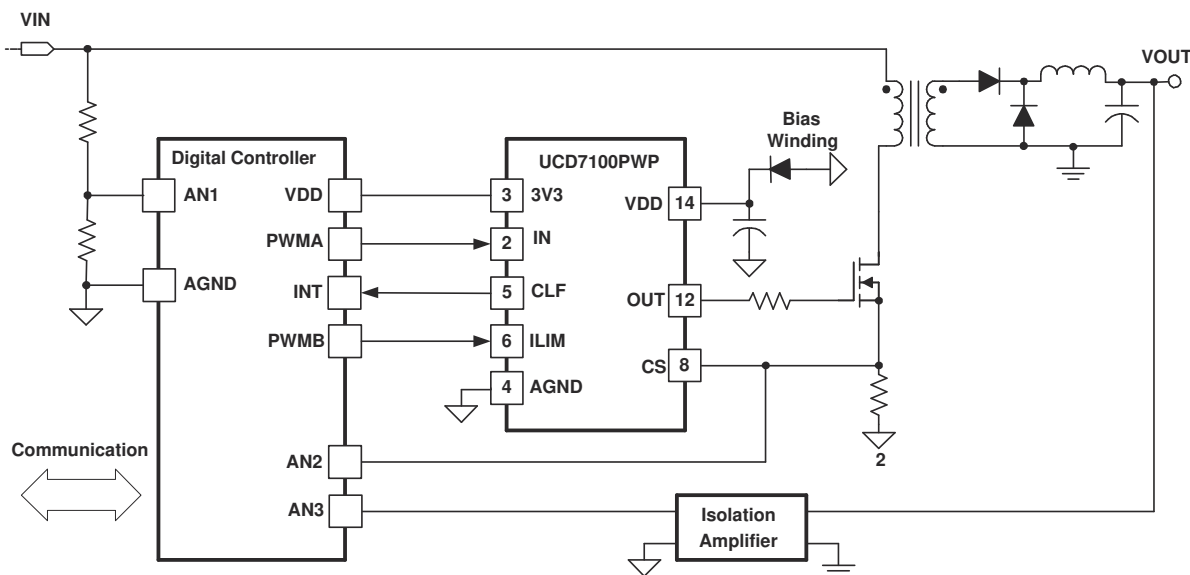 VIN
VOUT
Bias
Winding
Digital Controller
UCD7100PWP
AN1
VDD
3
3V3
VDD
14
PWMA
2
IN
AGND
INT
5
CLF
OUT
12
PWMB
6
ILIM
CS
8
4
AGND
Communication
AN2
2
AN3
Isolation
Amplifier